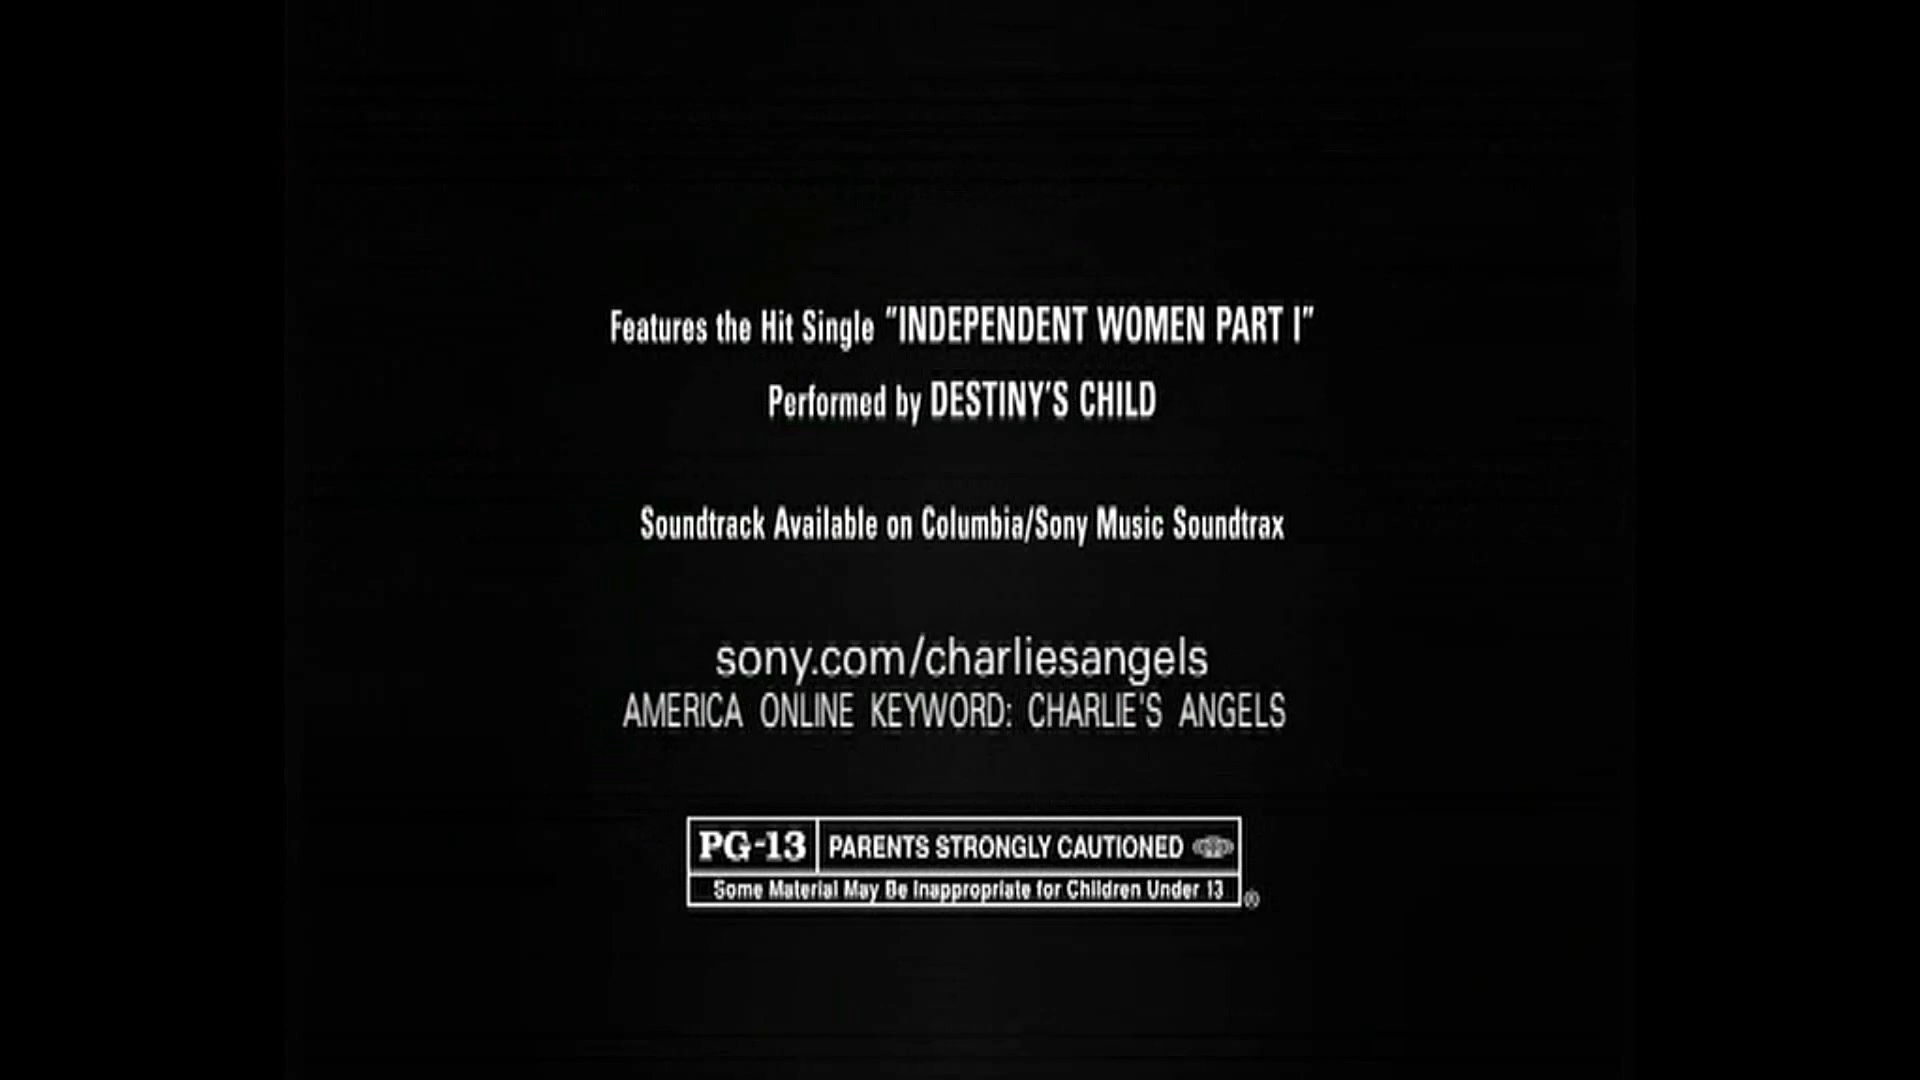 Features the Hit Single "INDEPENDENT WOMEN PART I"
Performed by DESTINY'S CHILD
Soundtrack Available on Columbia/Sony Music Soundtrax
sony.com/charliesangels
AMERICA ONLINE KEYWORD: CHARLIE'S ANGELS
PG-13 PARENTS STRONGLY CAUTIONED
Some Material May Be Inappropriate for Children Under 13 ®